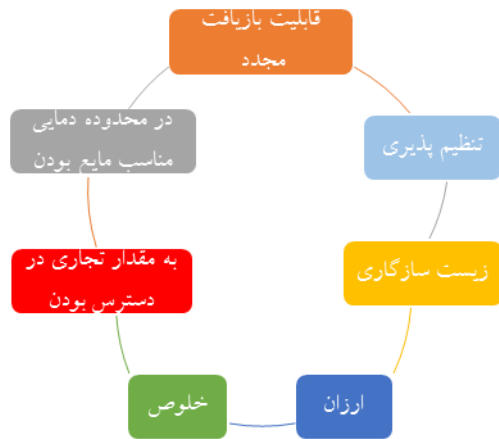 قابلیت بازیافت
مجدد
تنظیم پذیری
زیست سازگاری
ارزان
خلوص
به مقدار تجاری در
دسترس بودن
در محدوده دمایی
مناسب مایع بودن